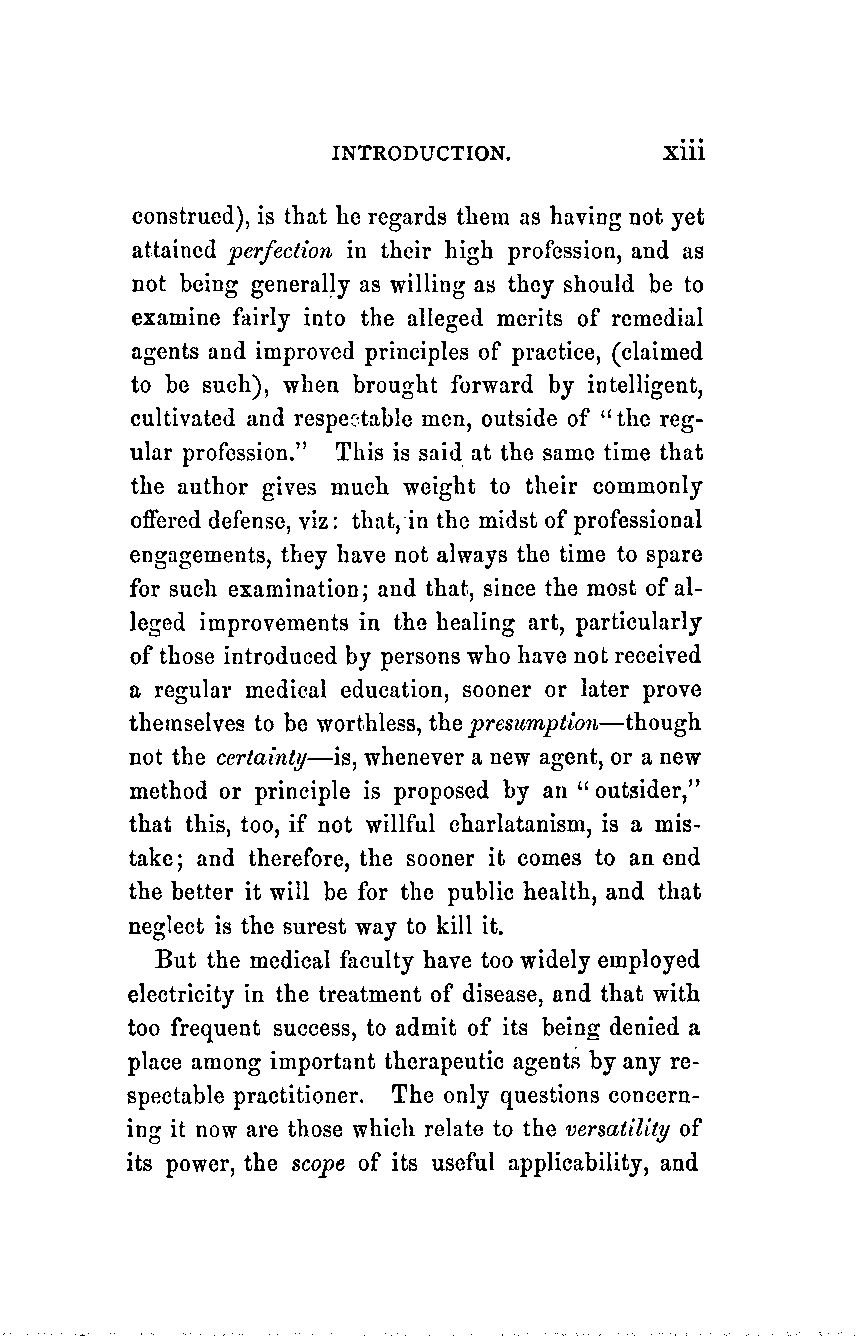 INTRODUCTION. xiii
construed), is that he regards them as having not yet
attained perfection in their high profession, and as
not being generally as willing as they should be to
examine fairly into the alleged merits of remedial
agents and improved principles of practice, (claimed
to be such), when brought forward by intelligent,
cultivated and respectable men, outside of "the reg-
ular profession." This is said at the same time that
the author gives much weight to their commonly
offered defense, viz: that, in the midst of professional
engagements, they have not always the time to spare
for such examination; and that, since the most of al-
leged improvements in the healing art, particularly
of those introduced by persons who have not received
a regular medical education, sooner or later prove
themselves to be worthless, the presumption—though
not the certainty—is, whenever a new agent, or a new
method or principle is proposed by an "outsider,"
that this, too, if not willful charlatanism, is a mis-
take; and therefore, the sooner it comes to an end
the better it will be for the public health, and that
neglect is the surest way to kill it.
But the medical faculty have too widely employed
electricity in the treatment of disease, and that with
too frequent success, to admit of its being denied a
place among important therapeutic agents by any re-
spectable practitioner. The only questions concern-
ing it now are those which relate to the versatility of
its power, the scope of its useful applicability, and